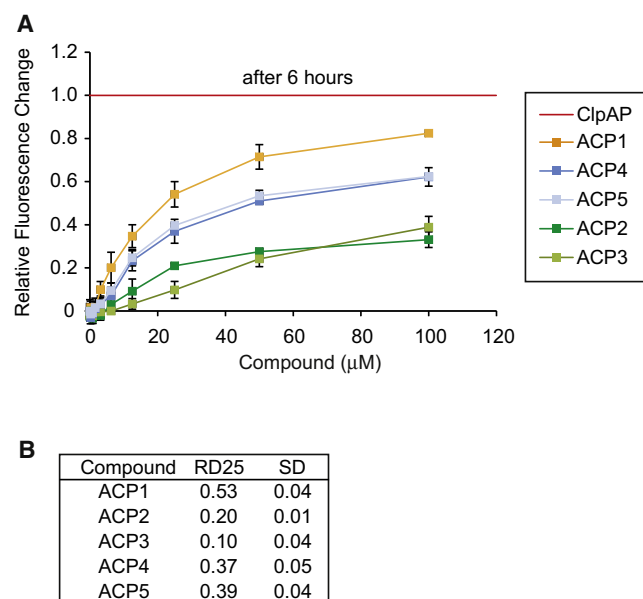 A
after 6 hours
Relative Fluorescence Change
1.2
1.0
0.8
0.6
0.4
0.2
0
0 20 40 60 80 100 120
Compound (μM)
ClpAP
ACP1
ACP4
ACP5
ACP2
ACP3
B
Compound RD25 SD
ACP1 0.53 0.04
ACP2 0.20 0.01
ACP3 0.10 0.04
ACP4 0.37 0.05
ACP5 0.39 0.04